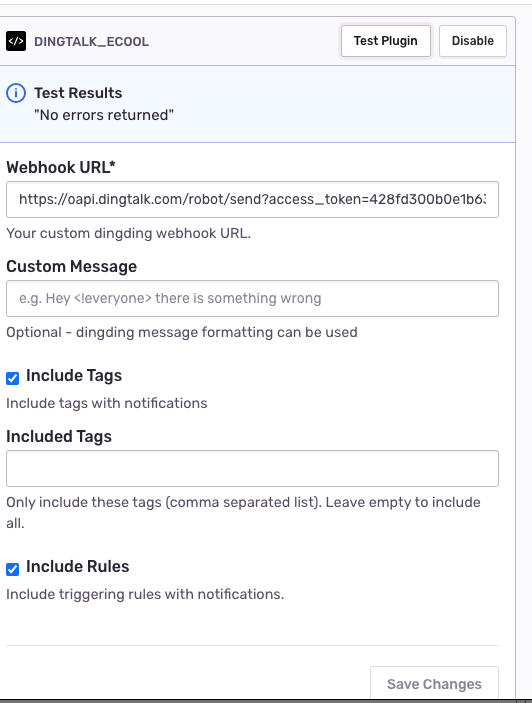 </> DINGTALK_ECOOL Test Plugin Disable
Test Results
"No errors returned"
Webhook URL*
https://oapi.dingtalk.com/robot/send?access_token=428fd300b0e1b63
Your custom dingding webhook URL.
Custom Message
e.g. Hey <!everyone> there is something wrong
Optional - dingding message formatting can be used
Include Tags
Include tags with notifications
Included Tags
Only include these tags (comma separated list). Leave empty to include
all.
Include Rules
Include triggering rules with notifications.
Save Changes